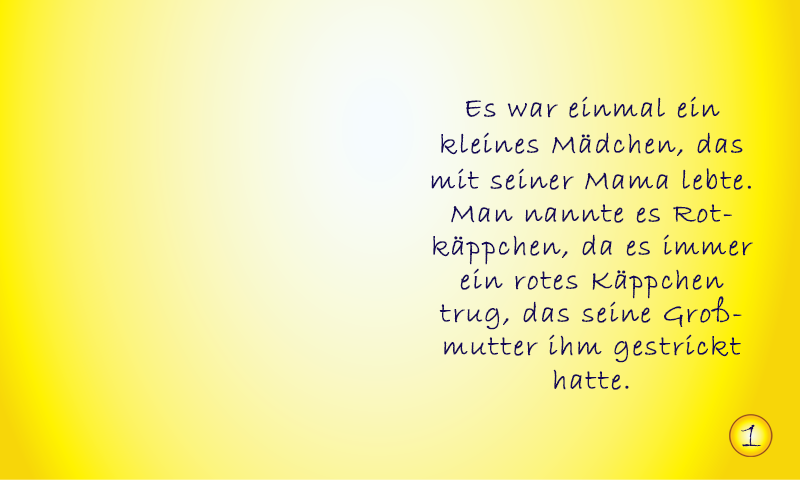 Es war einmal ein
kleines Mädchen, das
mit seiner Mama lebte.
Man nannte es Rot-
käppchen, da es immer
ein rotes Käppchen
trug, das seine Groß-
mutter ihm gestrickt
hatte.
1